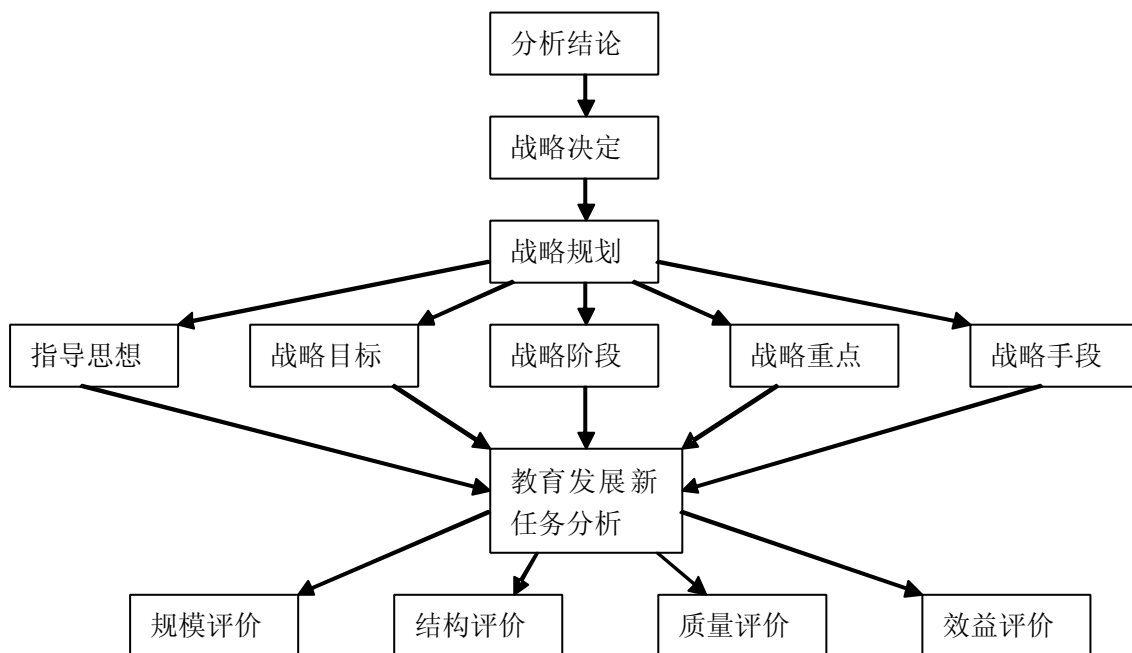 分析结论
战略决定
战略规划
指导思想
战略目标
战略阶段
战略重点
战略手段
教育发展新
任务分析
规模评价
结构评价
质量评价
效益评价